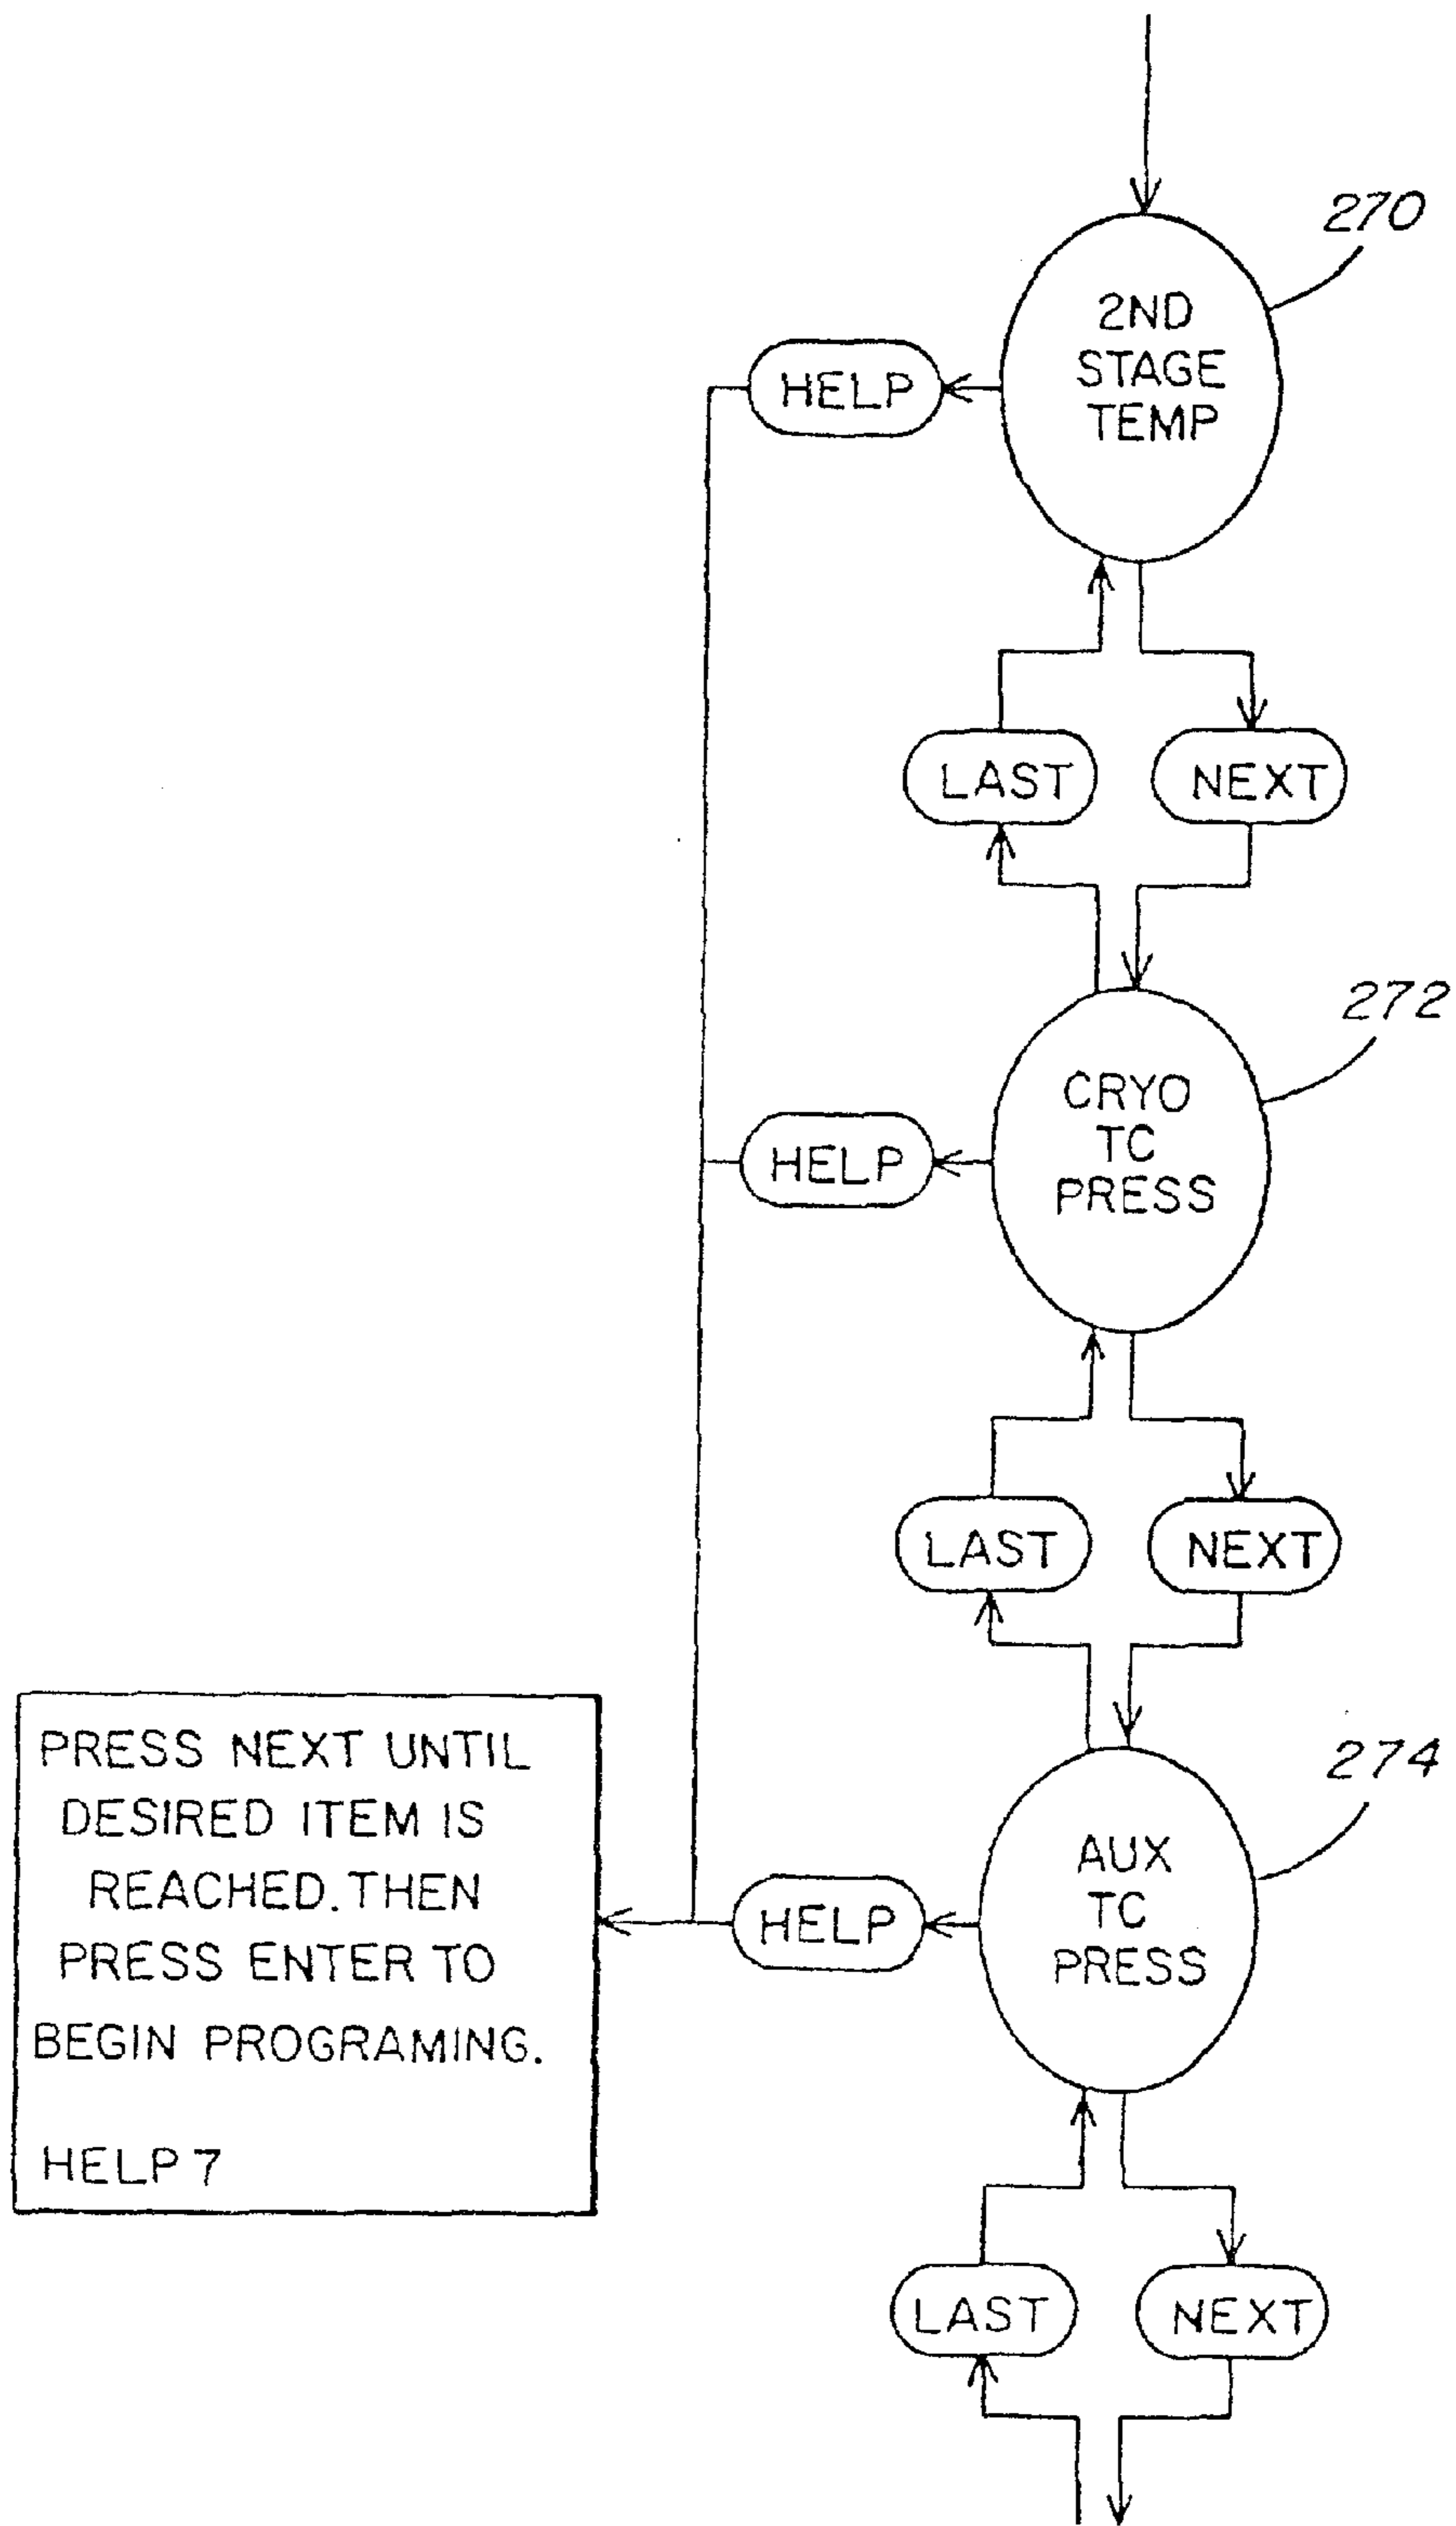 270
2ND
STAGE
TEMP
HELP
LAST
NEXT
272
CRYO
TC
PRESS
HELP
LAST
NEXT
274
AUX
TC
PRESS
HELP
PRESS NEXT UNTIL
DESIRED ITEM IS
REACHED. THEN
PRESS ENTER TO
BEGIN PROGRAMING.
HELP 7
LAST
NEXT